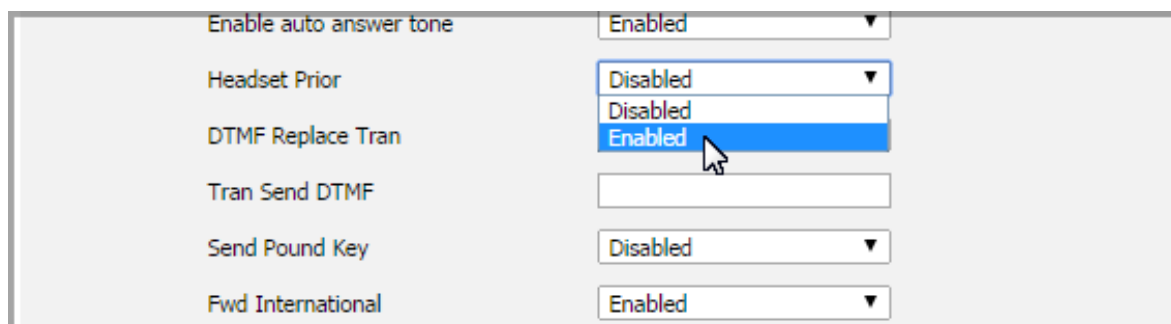 Enable auto answer tone Enabled
Headset Prior Disabled
Disabled
DTMF Replace Tran Enabled
Tran Send DTMF
Send Pound Key Disabled
Fwd International Enabled